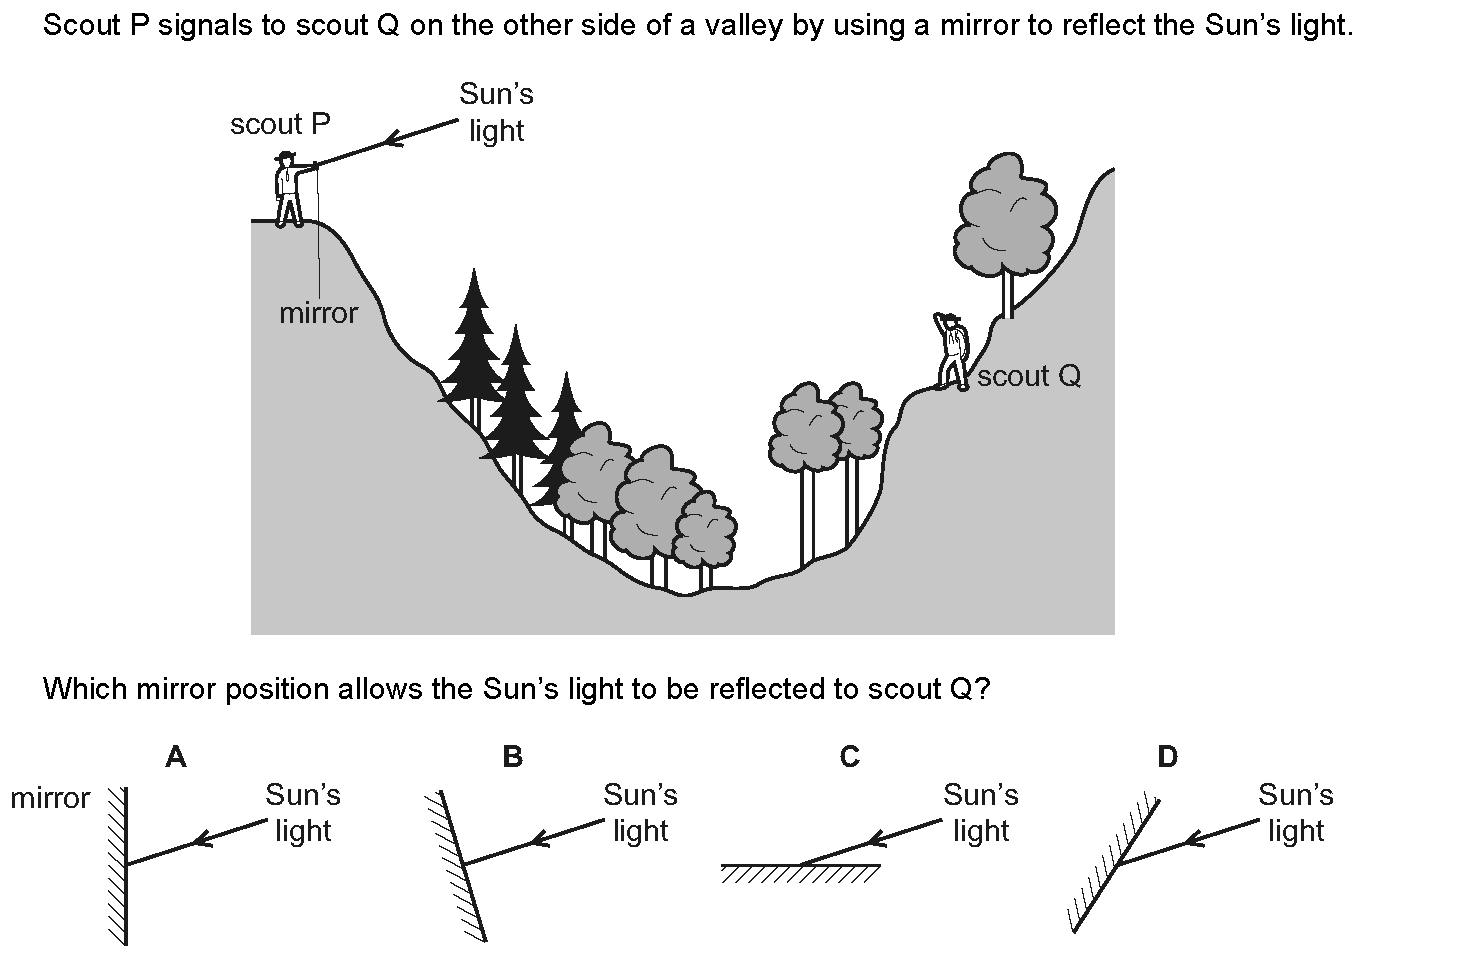 Scout P signals to scout Q on the other side of a valley by using a mirror to reflect the Sun's light.
Sun's
light
scout P
mirror
scout Q
Which mirror position allows the Sun's light to be reflected to scout Q?
A
B
C
D
mirror
Sun's
light
Sun's
light
Sun's
light
Sun's
light